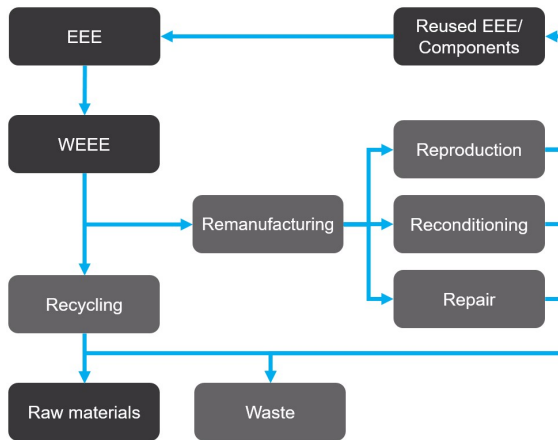 EEE
Reused EEE/
Components
WEEE
Reproduction
Remanufacturing
Reconditioning
Recycling
Repair
Raw materials
Waste